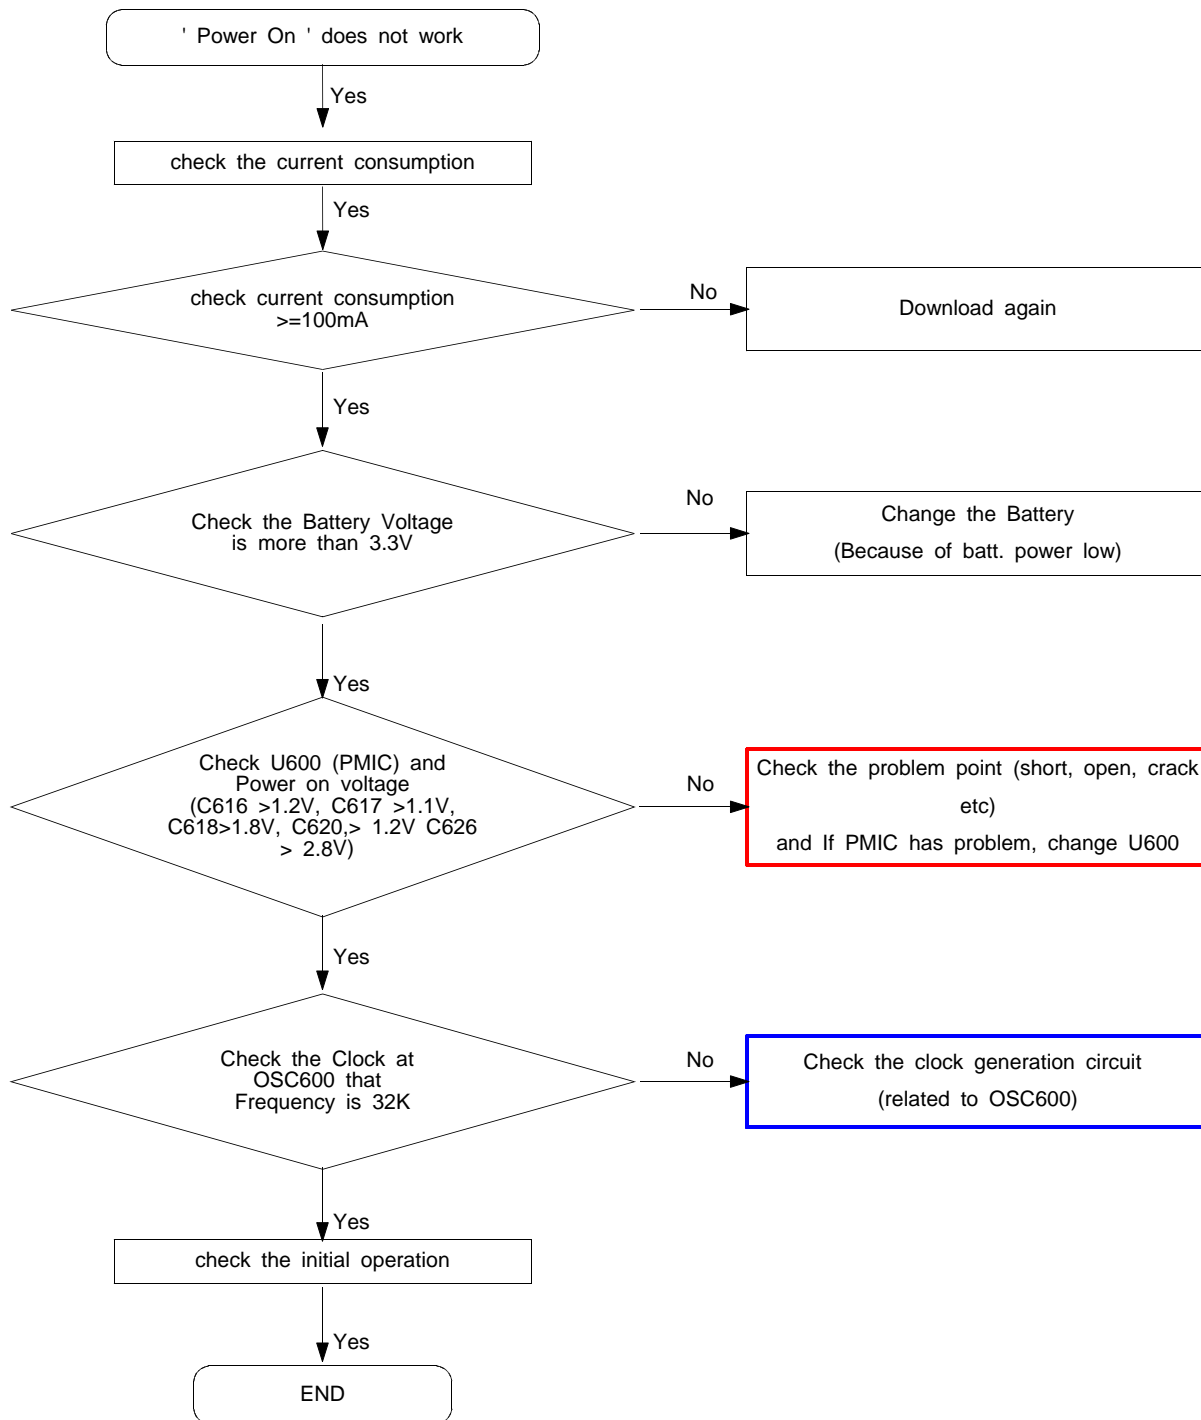 ' Power On ' does not work
Yes
check the current consumption
Yes
check current consumption
>=100mA
No
Download again
Yes
Check the Battery Voltage
is more than 3.3V
No
Change the Battery
(Because of batt. power low)
Yes
Check U600 (PMIC) and
Power on voltage
(C616 >1.2V, C617 >1.1V,
C618>1.8V, C620,> 1.2V C626
> 2.8V)
No
Check the problem point (short, open, crack
etc)
and If PMIC has problem, change U600
Yes
Check the Clock at
OSC600 that
Frequency is 32K
No
Check the clock generation circuit
(related to OSC600)
Yes
check the initial operation
Yes
END